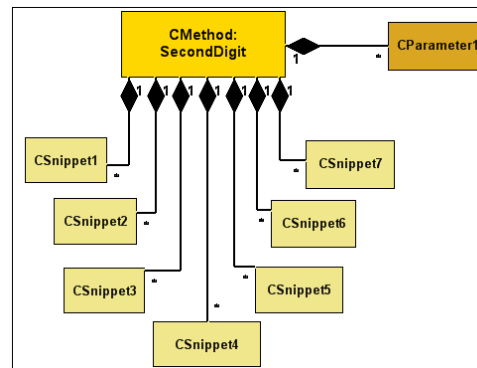 CMethod:
SecondDigit
1
*
CParameter1
1 1 1 1 1 1 1
CSnippet1
*
CSnippet7
*
CSnippet2
*
CSnippet6
*
CSnippet3
*
CSnippet5
*
CSnippet4
*